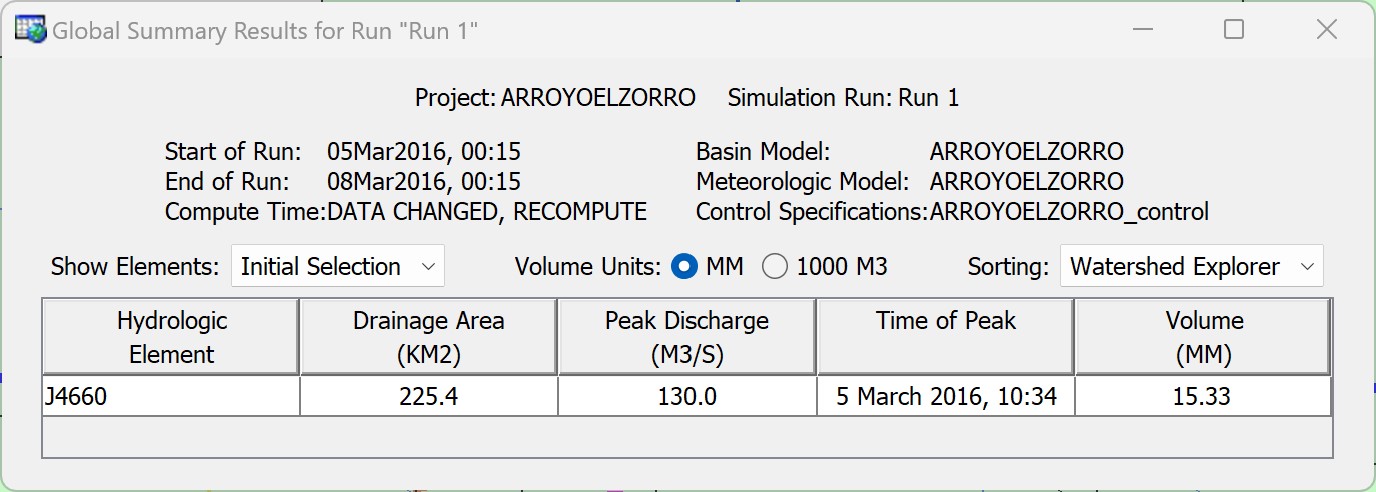 Global Summary Results for Run "Run 1"
Project: ARROYOELZORRO Simulation Run: Run 1
Start of Run: 05Mar2016, 00:15 Basin Model: ARROYOELZORRO
End of Run: 08Mar2016, 00:15 Meteorologic Model: ARROYOELZORRO
Compute Time:DATA CHANGED, RECOMPUTE Control Specifications:ARROYOELZORRO_control
Show Elements: Initial Selection Volume Units: MM 1000 M3 Sorting: Watershed Explorer
Hydrologic Drainage Area Peak Discharge Time of Peak Volume
Element (KM2) (M3/S) (MM)
J4660 225.4 130.0 5 March 2016, 10:34 15.33